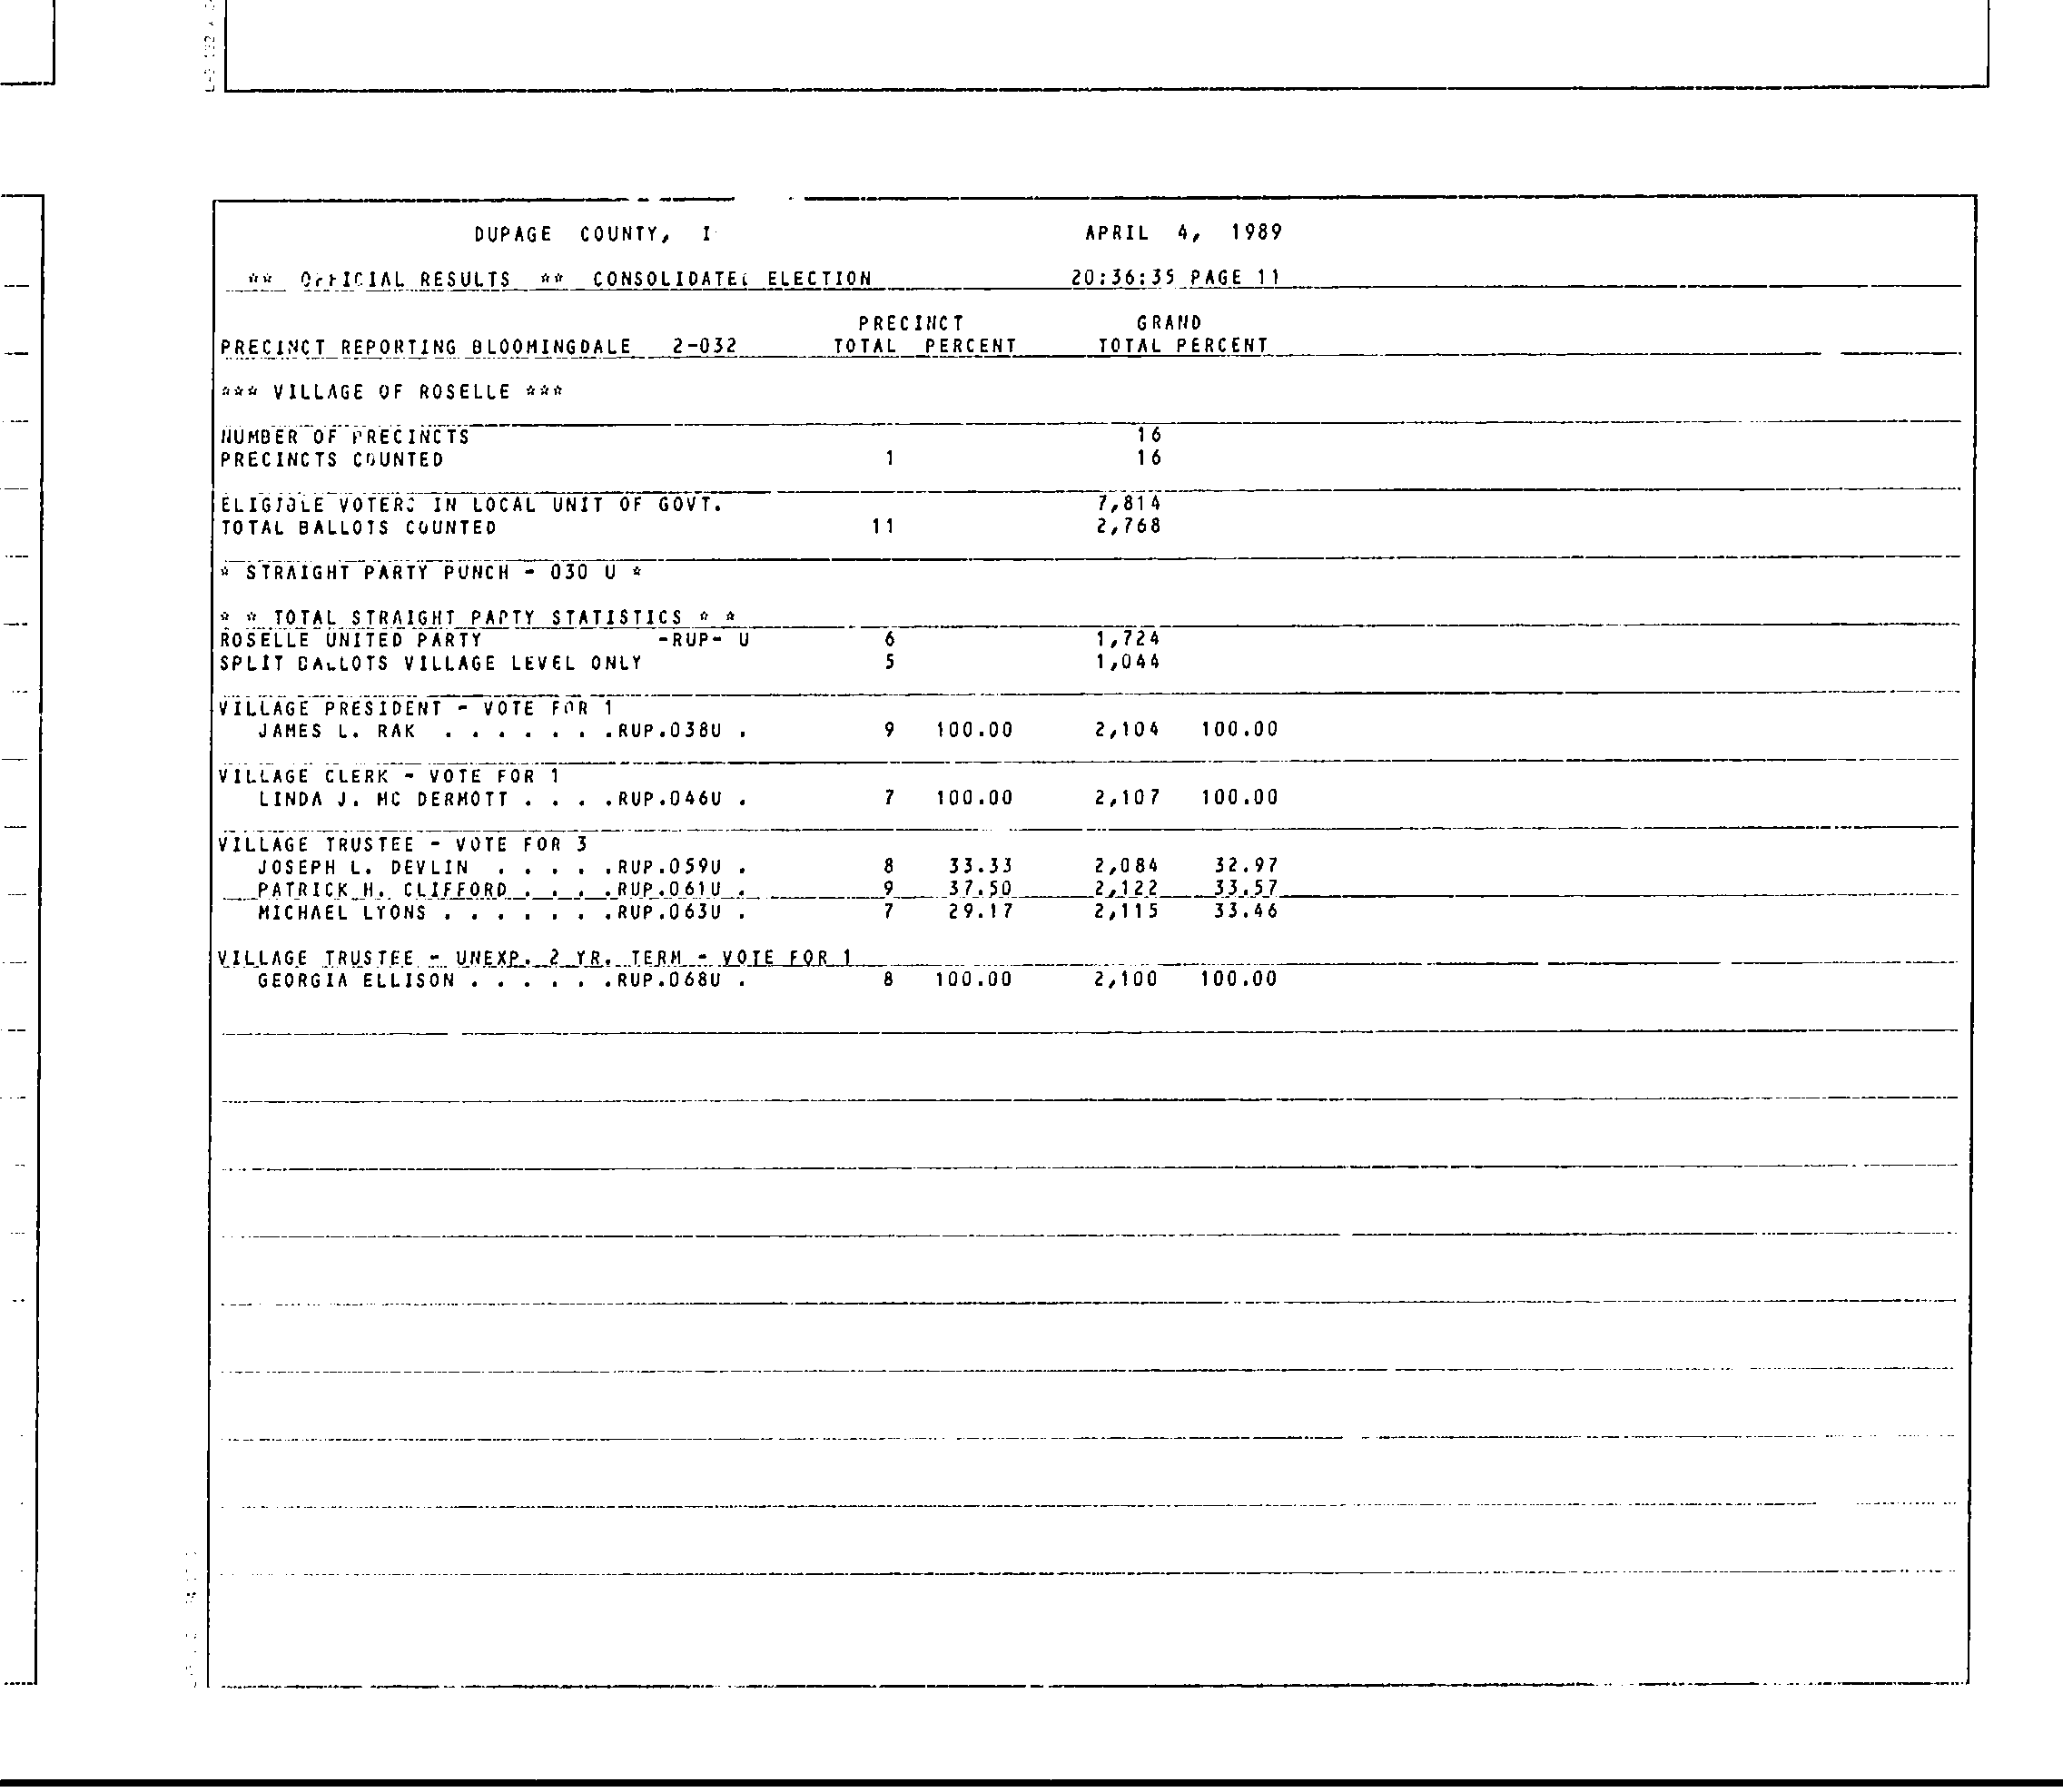 DUPAGE COUNTY, I APRIL 4, 1989
** OFFICIAL RESULTS ** CONSOLIDATED ELECTION 20:36:35 PAGE 11
PRECINCT GRAND
PRECINCT REPORTING BLOOMINGDALE 2-032 TOTAL PERCENT TOTAL PERCENT
*** VILLAGE OF ROSELLE ***
NUMBER OF PRECINCTS 16
PRECINCTS COUNTED 1 16
ELIGIBLE VOTERS IN LOCAL UNIT OF GOVT. 7,814
TOTAL BALLOTS COUNTED 11 2,768
* STRAIGHT PARTY PUNCH - 030 U *
* * TOTAL STRAIGHT PARTY STATISTICS * *
ROSELLE UNITED PARTY -RUP- U 6 1,724
SPLIT BALLOTS VILLAGE LEVEL ONLY 5 1,044
VILLAGE PRESIDENT - VOTE FOR 1
JAMES L. RAK . . . . . . .RUP.038U . 9 100.00 2,104 100.00
VILLAGE CLERK - VOTE FOR 1
LINDA J. MC DERMOTT . . . .RUP.046U . 7 100.00 2,107 100.00
VILLAGE TRUSTEE - VOTE FOR 3
JOSEPH L. DEVLIN . . . . .RUP.059U . 8 33.33 2,084 32.97
PATRICK H. CLIFFORD . . . .RUP.061U . 9 37.50 2,122 33.57
MICHAEL LYONS . . . . . . .RUP.063U . 7 29.17 2,115 33.46
VILLAGE TRUSTEE - UNEXP. 2 YR. TERM - VOTE FOR 1
GEORGIA ELLISON . . . . . .RUP.068U . 8 100.00 2,100 100.00